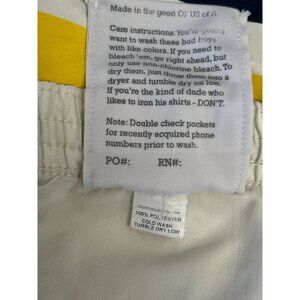 Made in the good Ol' US of A.
Care instructions: You're gonna
want to wash these bad boys
with like colors. If you need to
bleach 'em, go right ahead, but
only use non-chlorine bleach. To
dry them, just throw them into a
dryer and tumble dry on low.
If you're the kind of dude who
likes to iron his shirts - DON'T.
Note: Double check pockets
for recently acquired phone
numbers prior to wash.
PO#: RN#:
100% POLYESTER
COLD WASH
TUMBLE DRY LOW